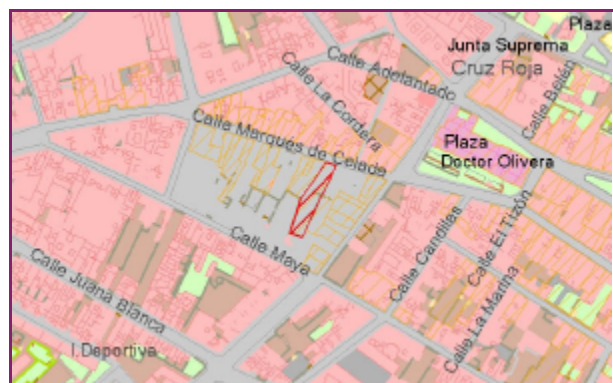 Plaza
Junta Suprema
Cruz Roja
Calle Adelantado
Calle La Cordera
Calle Belén
Calle Marques de Celada
Plaza
Doctor Olivera
Calle El Tizón
Calle Candilas
Calle Maya
Calle La Marina
Calle Juana Blanca
I.Deportiva